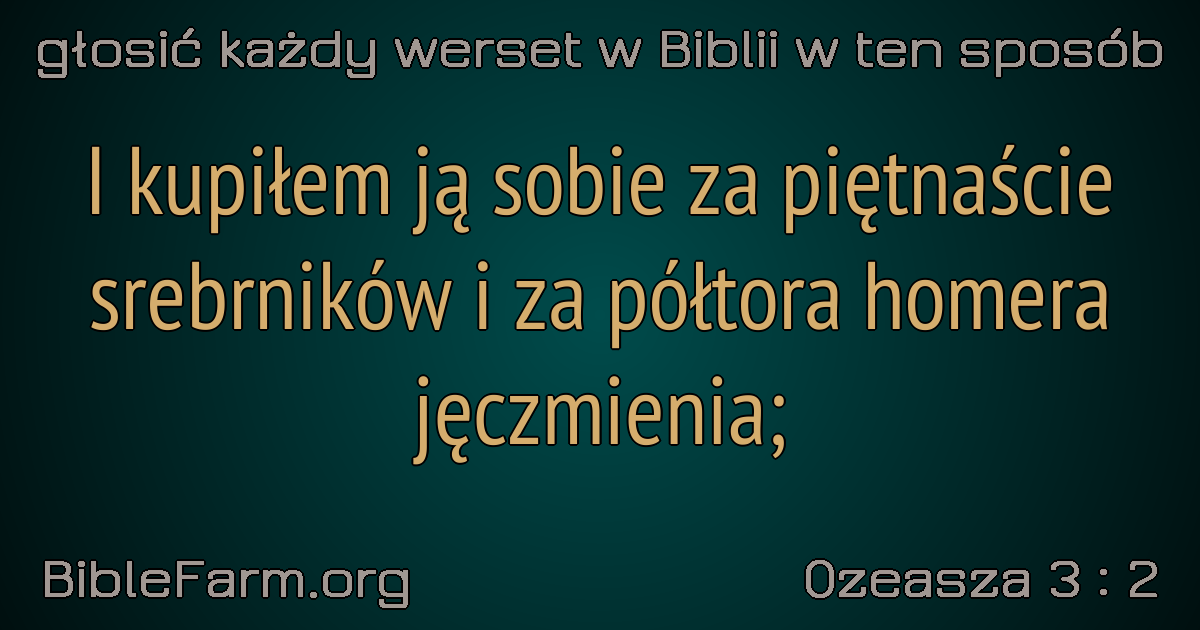 głosić każdy werset w Biblii w ten sposób
I kupiłem ją sobie za piętnaście
srebrników i za półtora homera
jęczmienia;
BibleFarm.org
Ozeasza 3 : 2